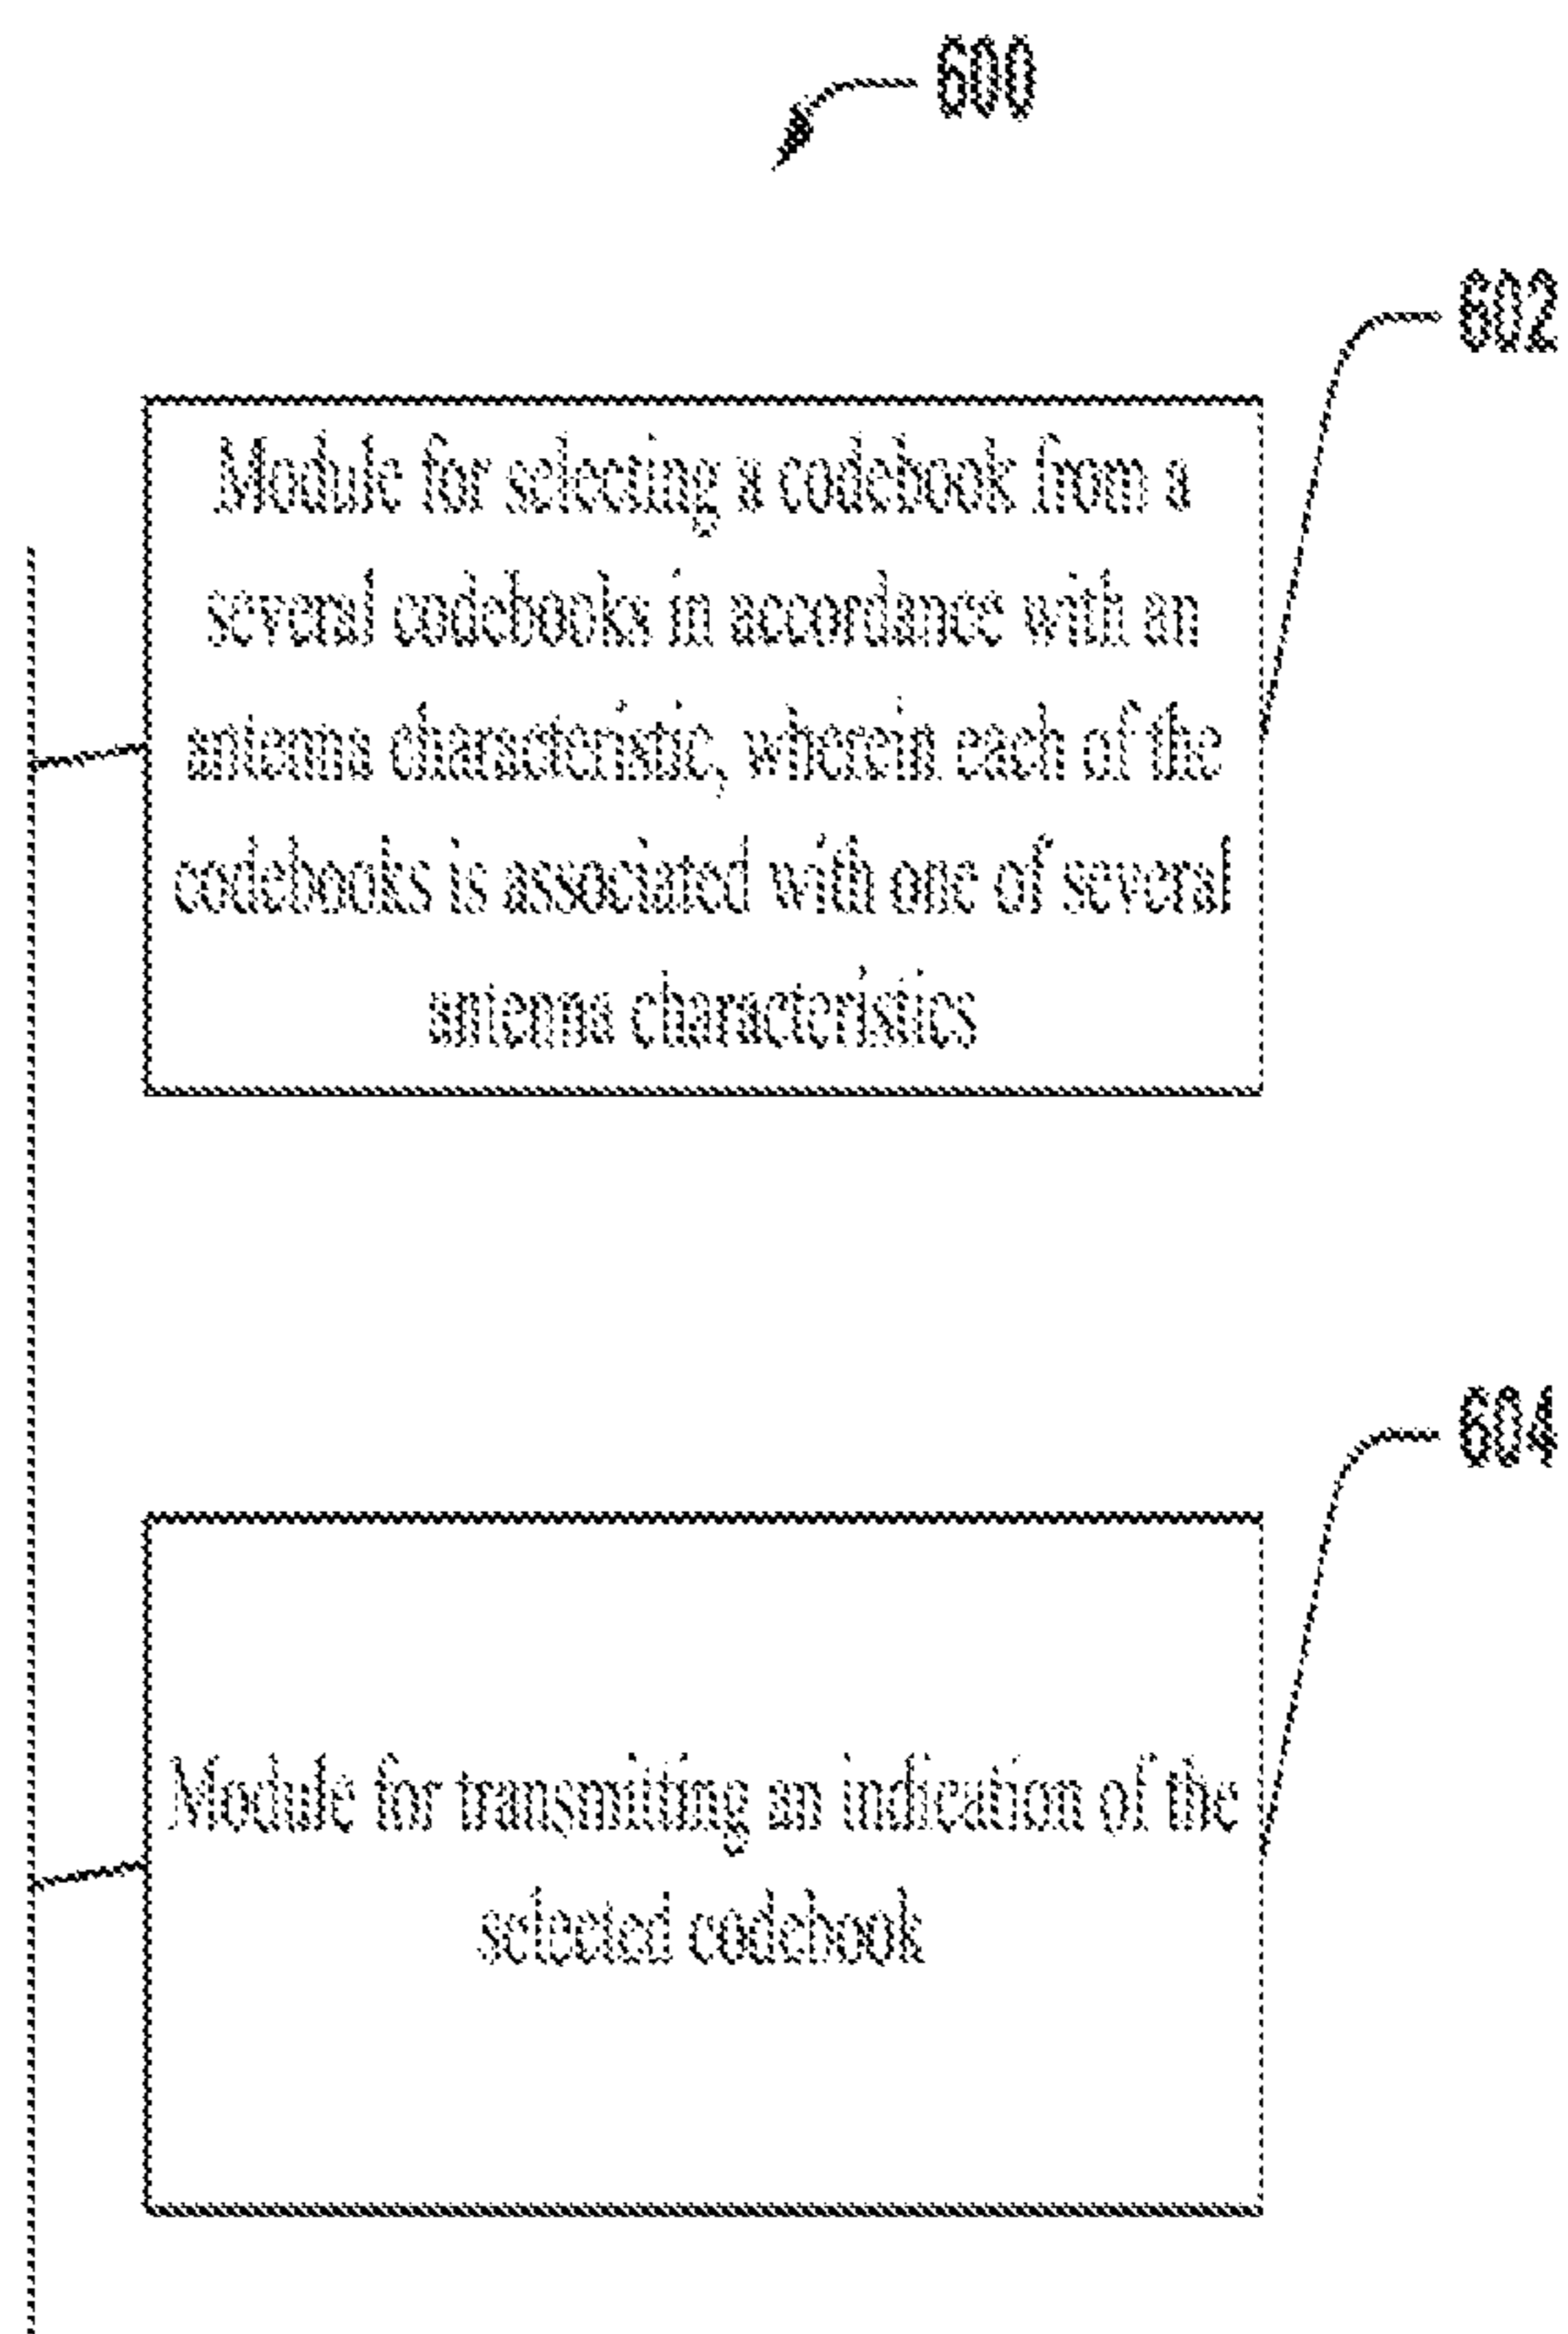 600
602
Module for selecting a codebook from a
several codebooks in accordance with an
antenna characteristic, wherein each of the
codebooks is associated with one of several
antenna characteristics
604
Module for transmitting an indication of the
selected codebook